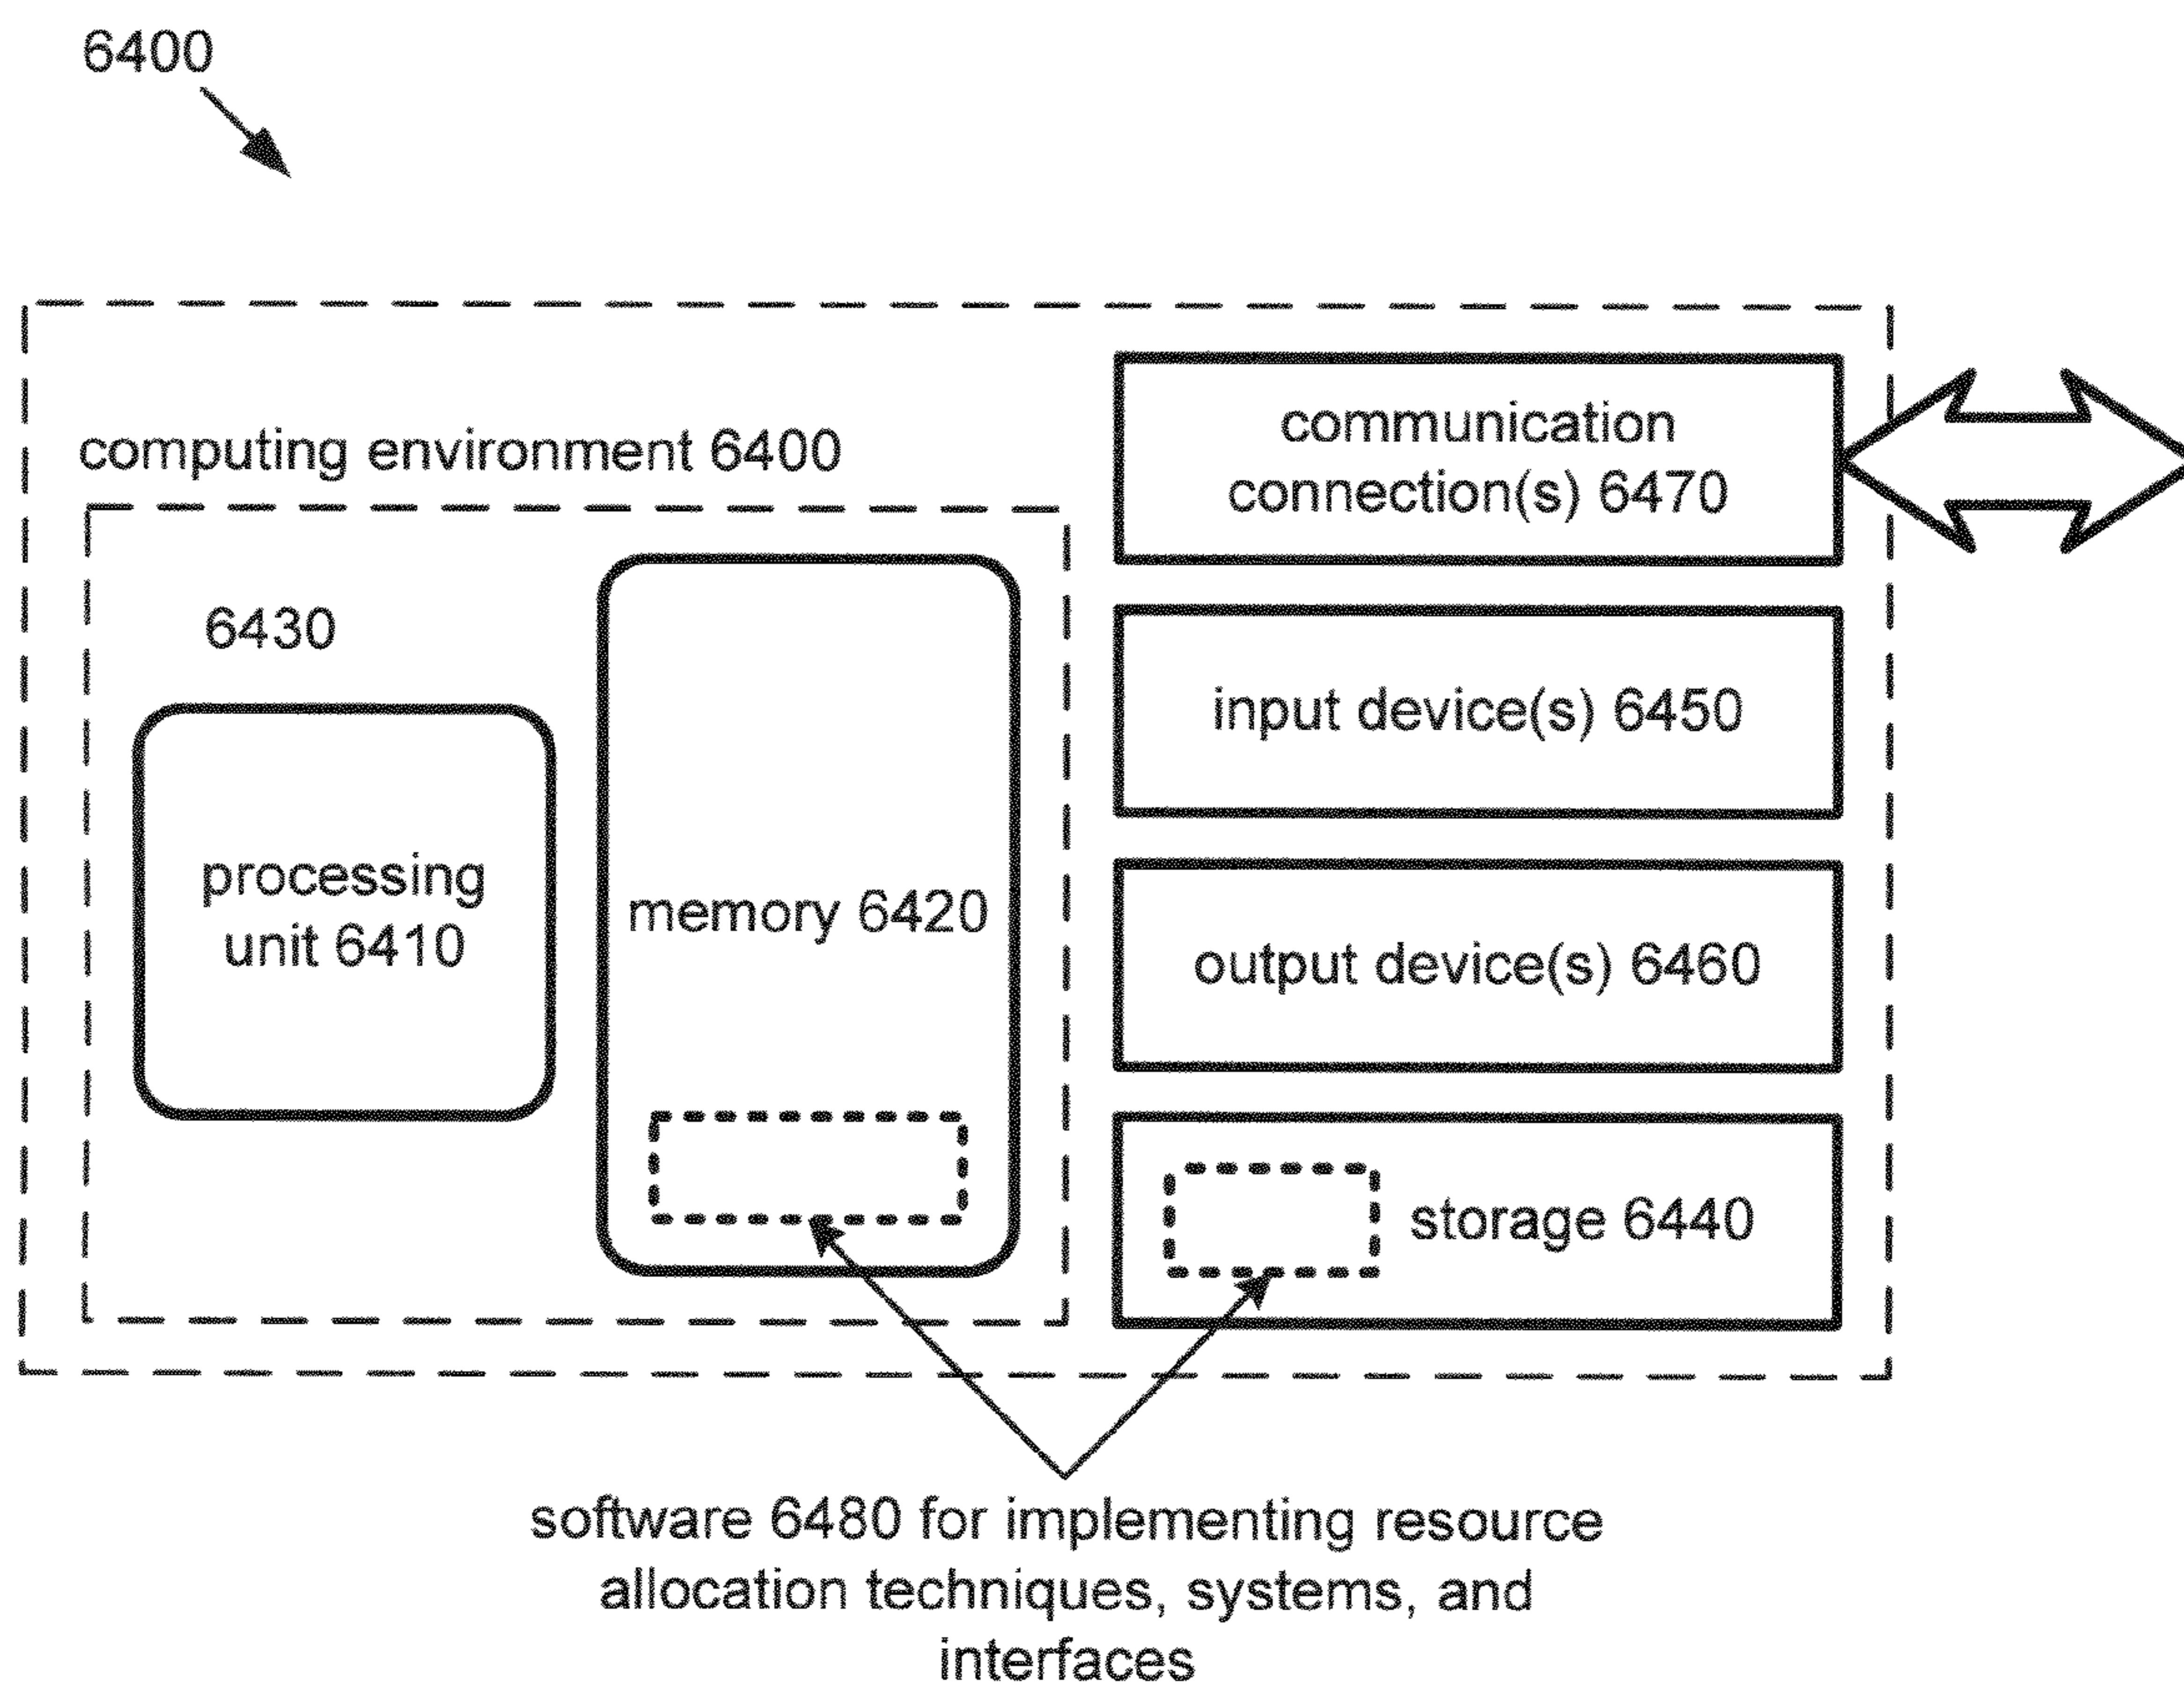 6400
computing environment 6400
6430
processing
unit 6410
memory 6420
communication
connection(s) 6470
input device(s) 6450
output device(s) 6460
storage 6440
software 6480 for implementing resource
allocation techniques, systems, and
interfaces